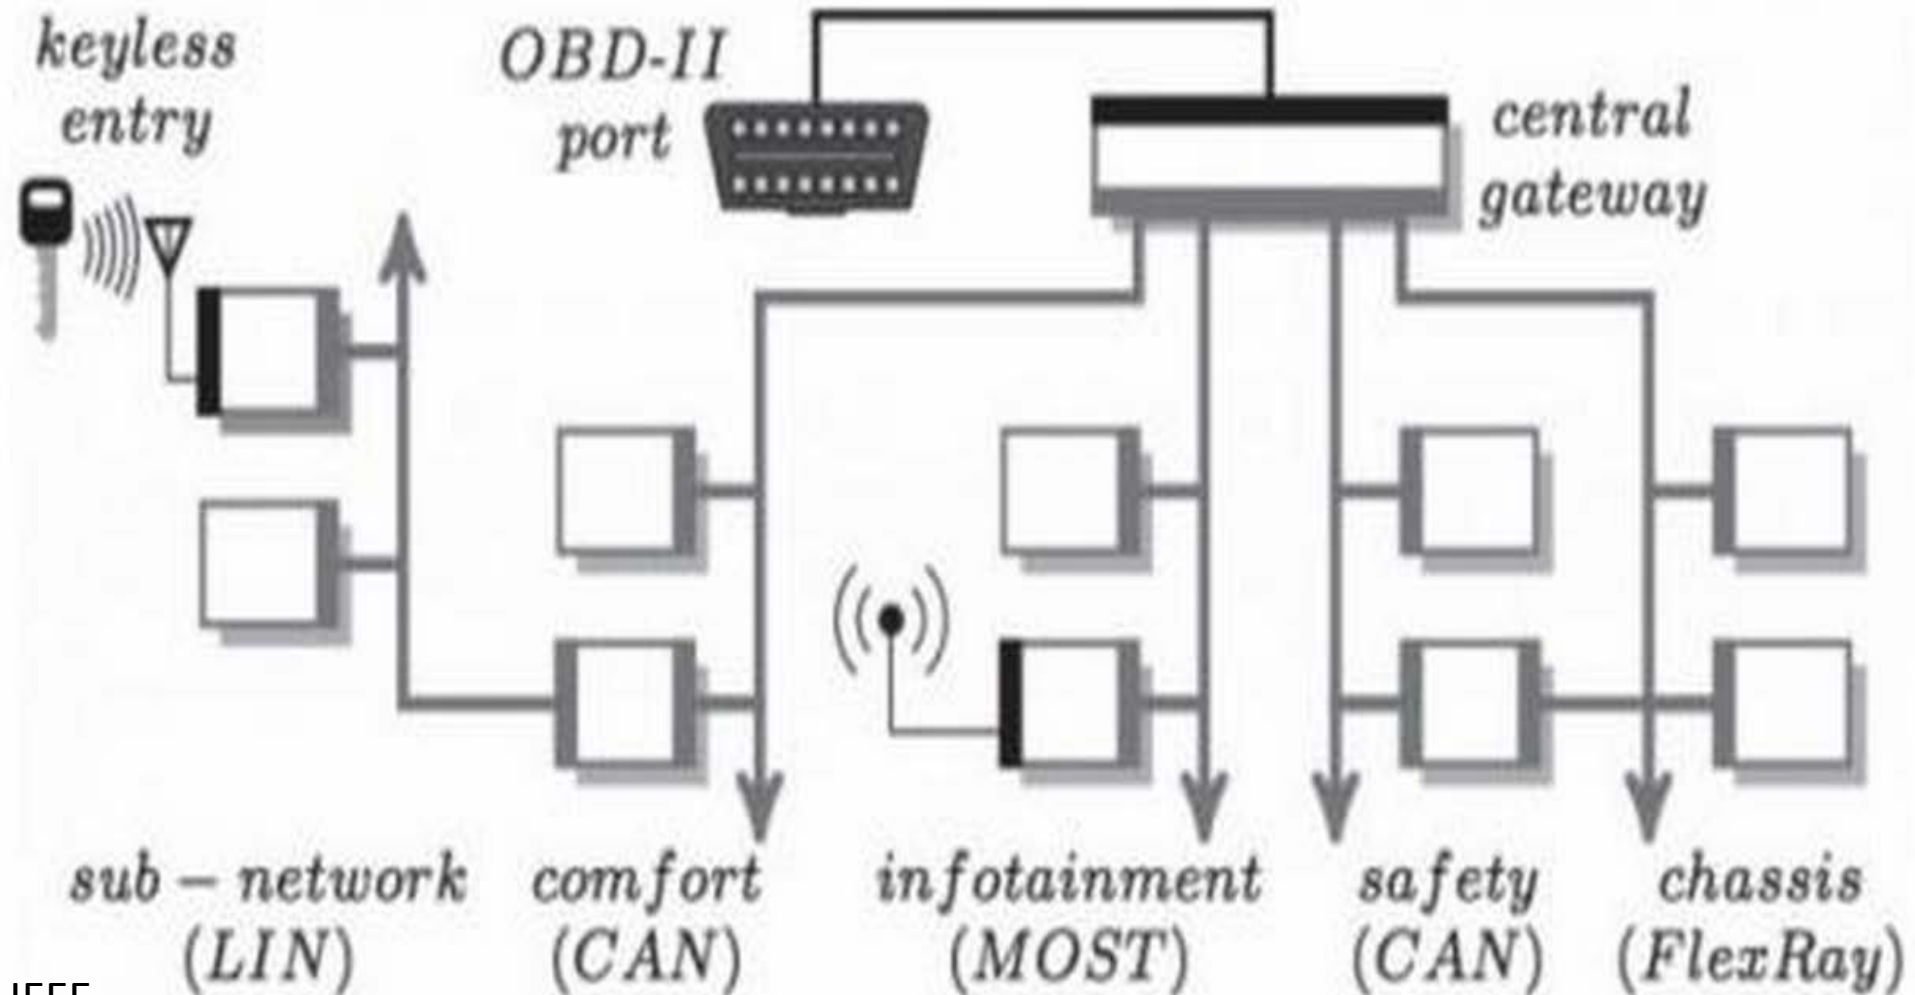 keyless
entry
OBD-II
port
central
gateway
sub – network
(LIN)
comfort
(CAN)
infotainment
(MOST)
safety
(CAN)
chassis
(FlexRay)